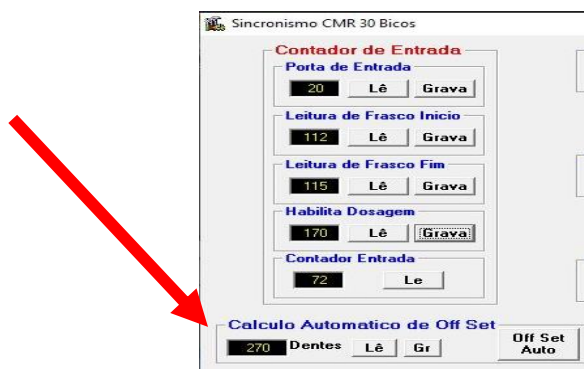 Sincronismo CMR 30 Bicos
Contador de Entrada
Porta de Entrada
20 Lê Grava
Leitura de Frasco Inicio
112 Lê Grava
Leitura de Frasco Fim
115 Lê Grava
Habilita Dosagem
170 Lê Grava
Contador Entrada
72 Le
Calculo Automatico de Off Set
270 Dentes Lê Gr
Off Set
Auto